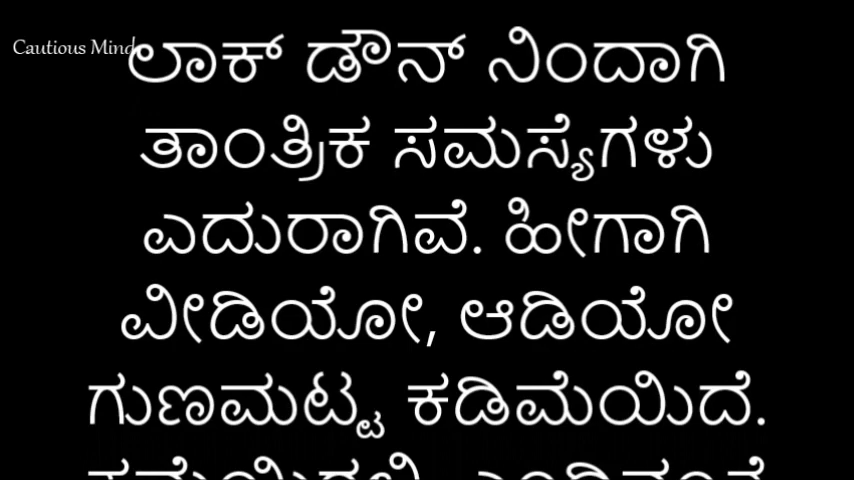 Cautious Mind
ಲಾಕ್ ಡೌನ್ ನಿಂದಾಗಿ
ತಾಂತ್ರಿಕ ಸಮಸ್ಯೆಗಳು
ಎದುರಾಗಿವೆ. ಹೀಗಾಗಿ
ವೀಡಿಯೋ, ಆಡಿಯೋ
ಗುಣಮಟ್ಟ ಕಡಿಮೆಯಿದೆ.